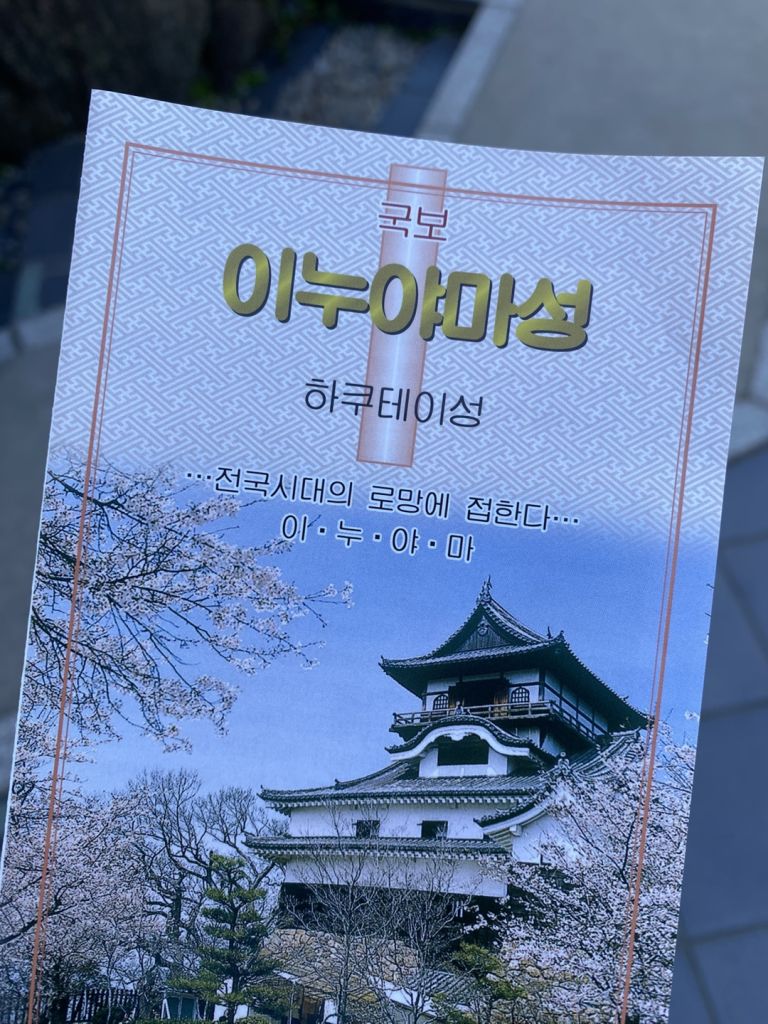 국보
이누야마성
하쿠테이성
…전국시대의 로망에 접한다…
이·누·야·마